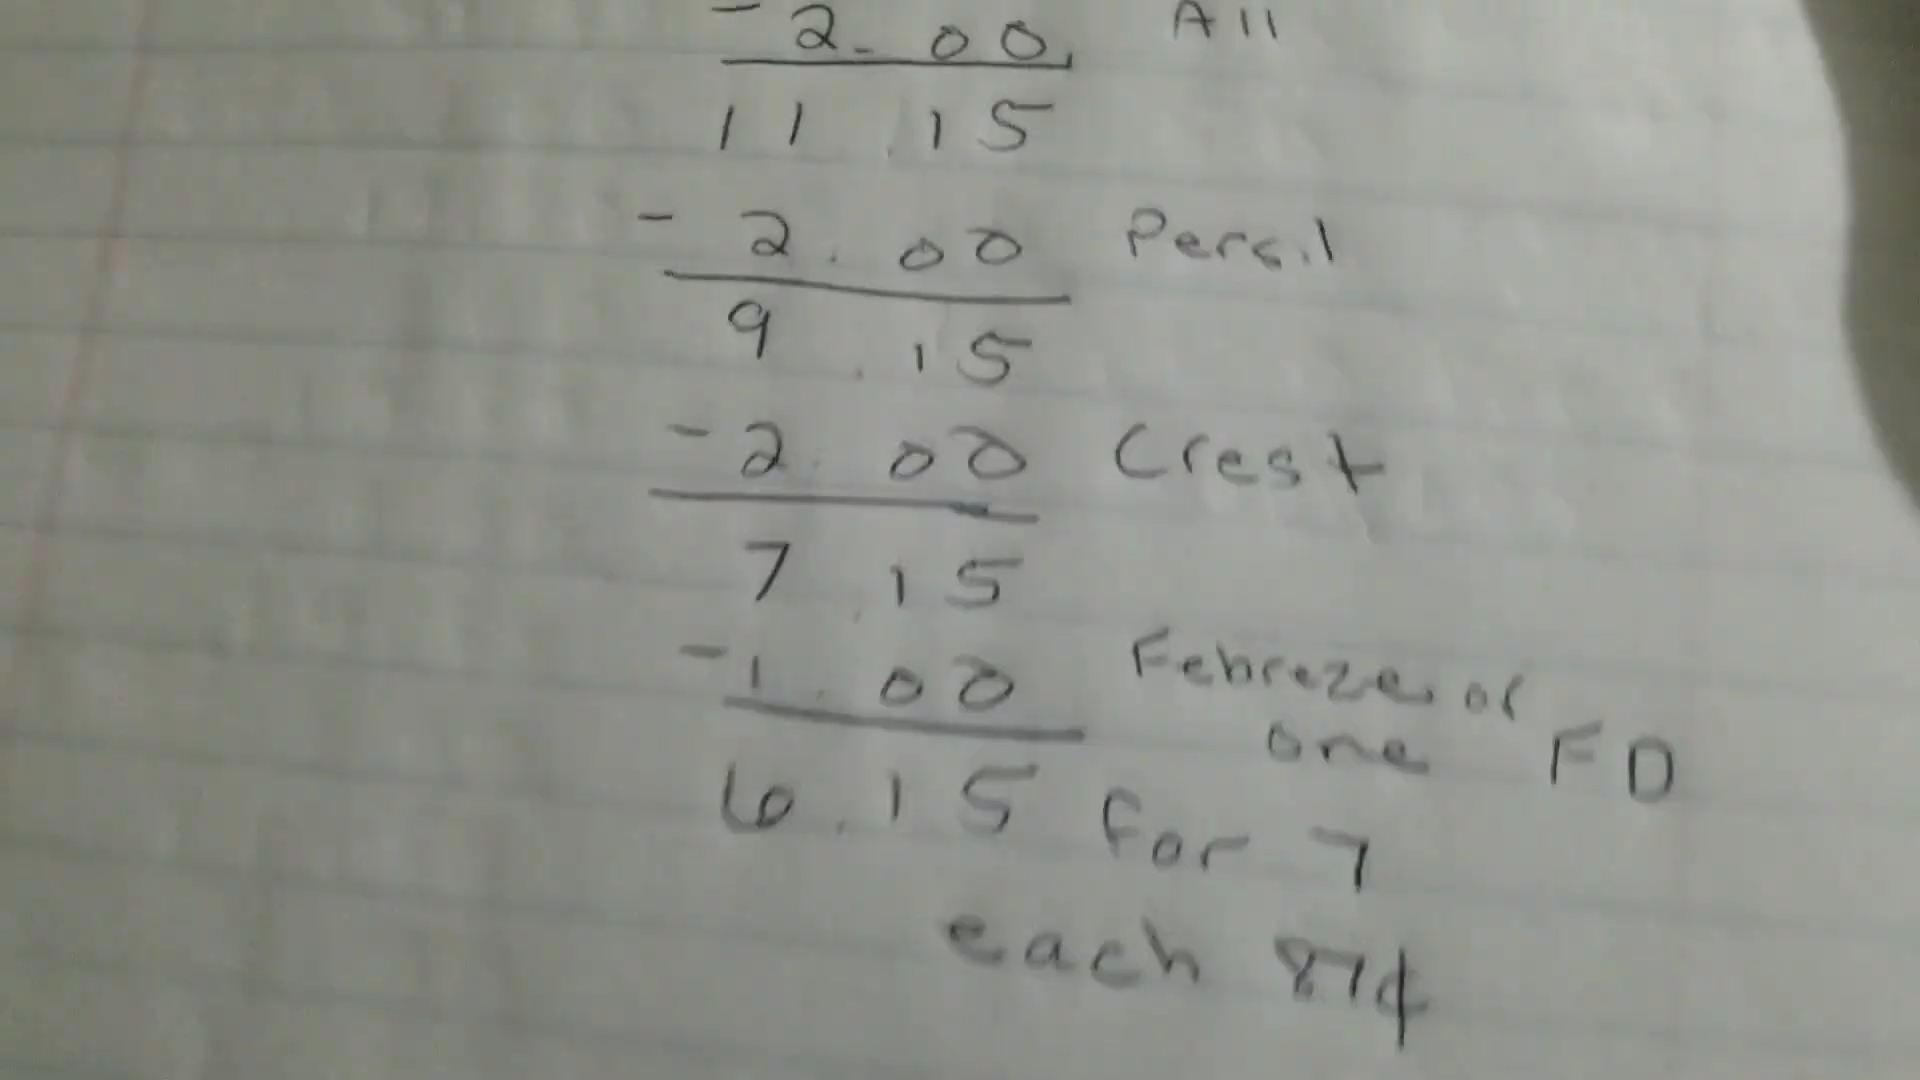 - 2.00 All
11.15
- 2.00 Persil
9.15
- 2.00 Crest
7.15
- 1.00 Febreze or
one FD
6.15 for 7
each 87¢